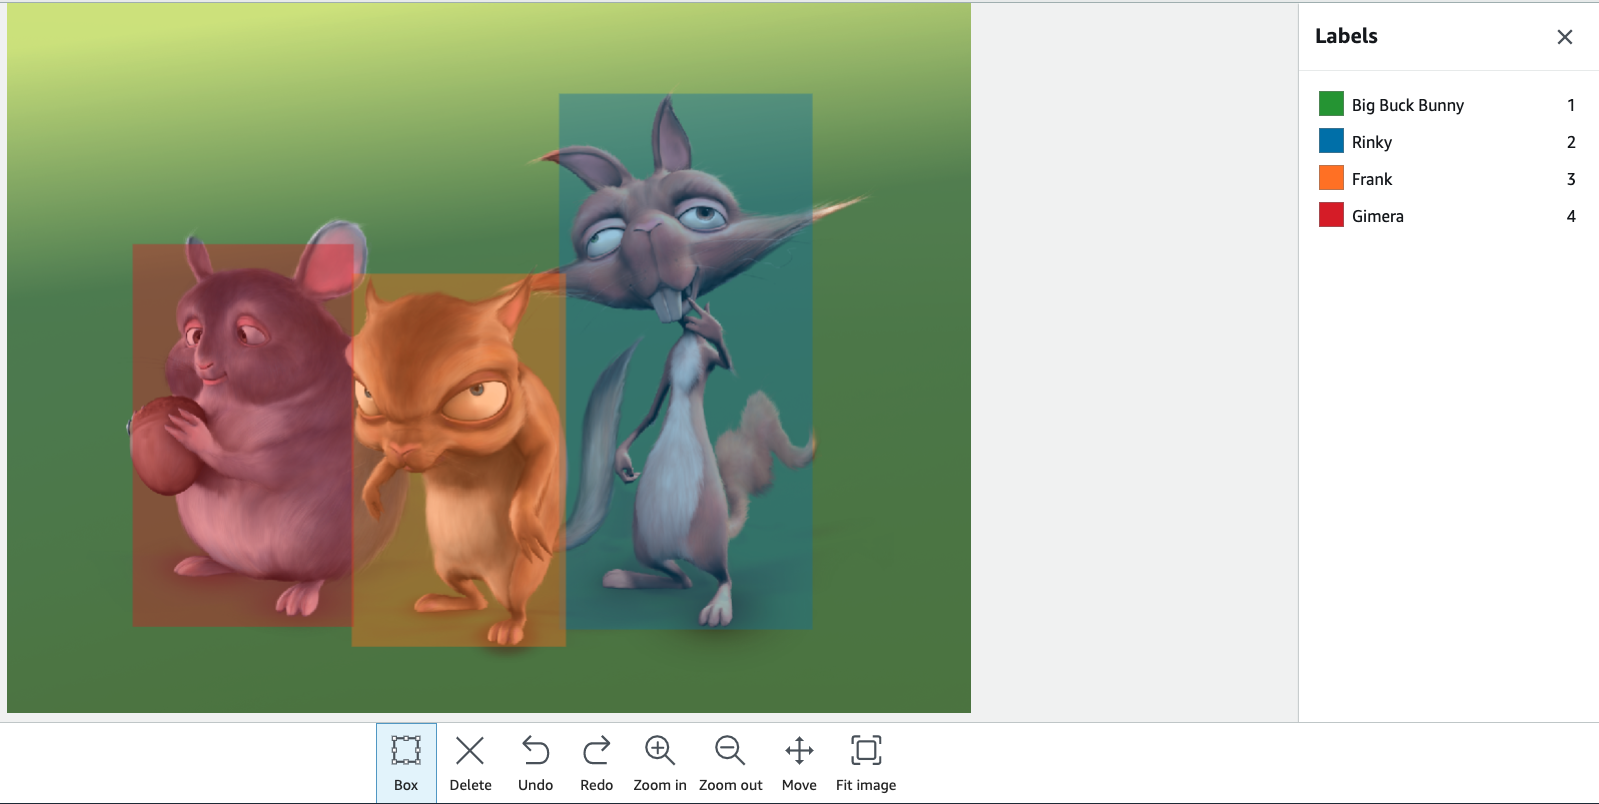 Labels
Big Buck Bunny 1
Rinky 2
Frank 3
Gimera 4
Box Delete Undo Redo Zoom in Zoom out Move Fit image